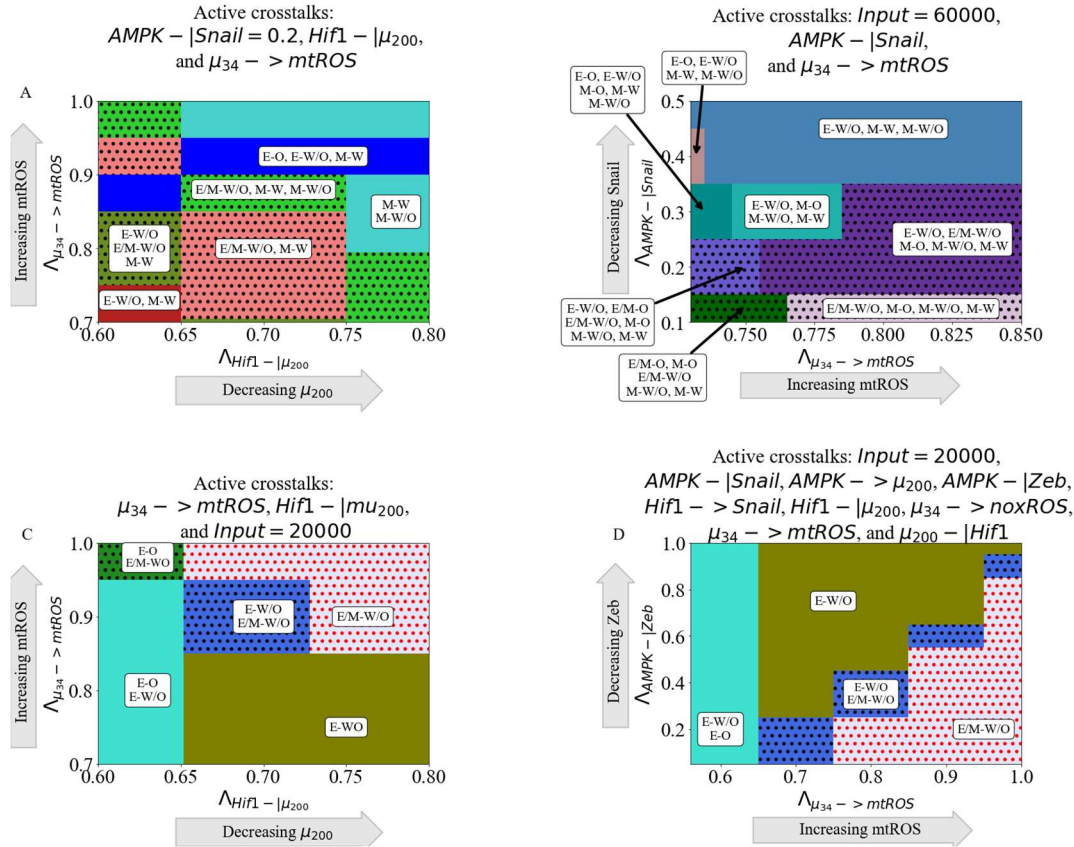 Active crosstalks:
AMPK − |Snail = 0.2, Hif1 − |μ200,
and μ34 − > mtROS
A
Increasing mtROS
Λμ34 − > mtROS
1.0
0.9
0.8
0.7
E-O, E-W/O, M-W
E/M-W/O, M-W, M-W/O
M-W
M-W/O
E-W/O
E/M-W/O
M-W
E/M-W/O, M-W
E-W/O, M-W
0.60 0.65 0.70 0.75 0.80
ΛHif1 − |μ200
Decreasing μ200
Active crosstalks: Input = 60000,
AMPK − |Snail,
and μ34 − > mtROS
E-O, E-W/O
M-O, M-W
M-W/O
E-O, E-W/O
M-W, M-W/O
Decreasing Snail
ΛAMPK − |Snail
0.5
0.4
0.3
0.2
0.1
E-W/O, M-W, M-W/O
E-W/O, M-O
M-W/O, M-W
E-W/O, E/M-W/O
M-O, M-W/O, M-W
E/M-W/O, M-O, M-W/O, M-W
E-W/O, E/M-O
E/M-W/O, M-O
M-W/O, M-W
E/M-O, M-O
E/M-W/O
M-W/O, M-W
0.750 0.775 0.800 0.825 0.850
Λμ34 − > mtROS
Increasing mtROS
Active crosstalks:
μ34 − > mtROS, Hif1 − |mu200,
and Input = 20000
C
Increasing mtROS
Λμ34 − > mtROS
1.0
0.9
0.8
0.7
E-O
E/M-WO
E-W/O
E/M-W/O
E/M-W/O
E-O
E-W/O
E-WO
0.60 0.65 0.70 0.75 0.80
ΛHif1 − |μ200
Decreasing μ200
Active crosstalks: Input = 20000,
AMPK − |Snail, AMPK − > μ200, AMPK − |Zeb,
Hif1 − > Snail, Hif1 − |μ200, μ34 − > noxROS,
μ34 − > mtROS, and μ200 − |Hif1
D
Decreasing Zeb
ΛAMPK − |Zeb
1.0
0.8
0.6
0.4
0.2
E-W/O
E-W/O
E/M-W/O
E-W/O
E-O
E/M-W/O
0.6 0.7 0.8 0.9 1.0
Λμ34 − > mtROS
Increasing mtROS